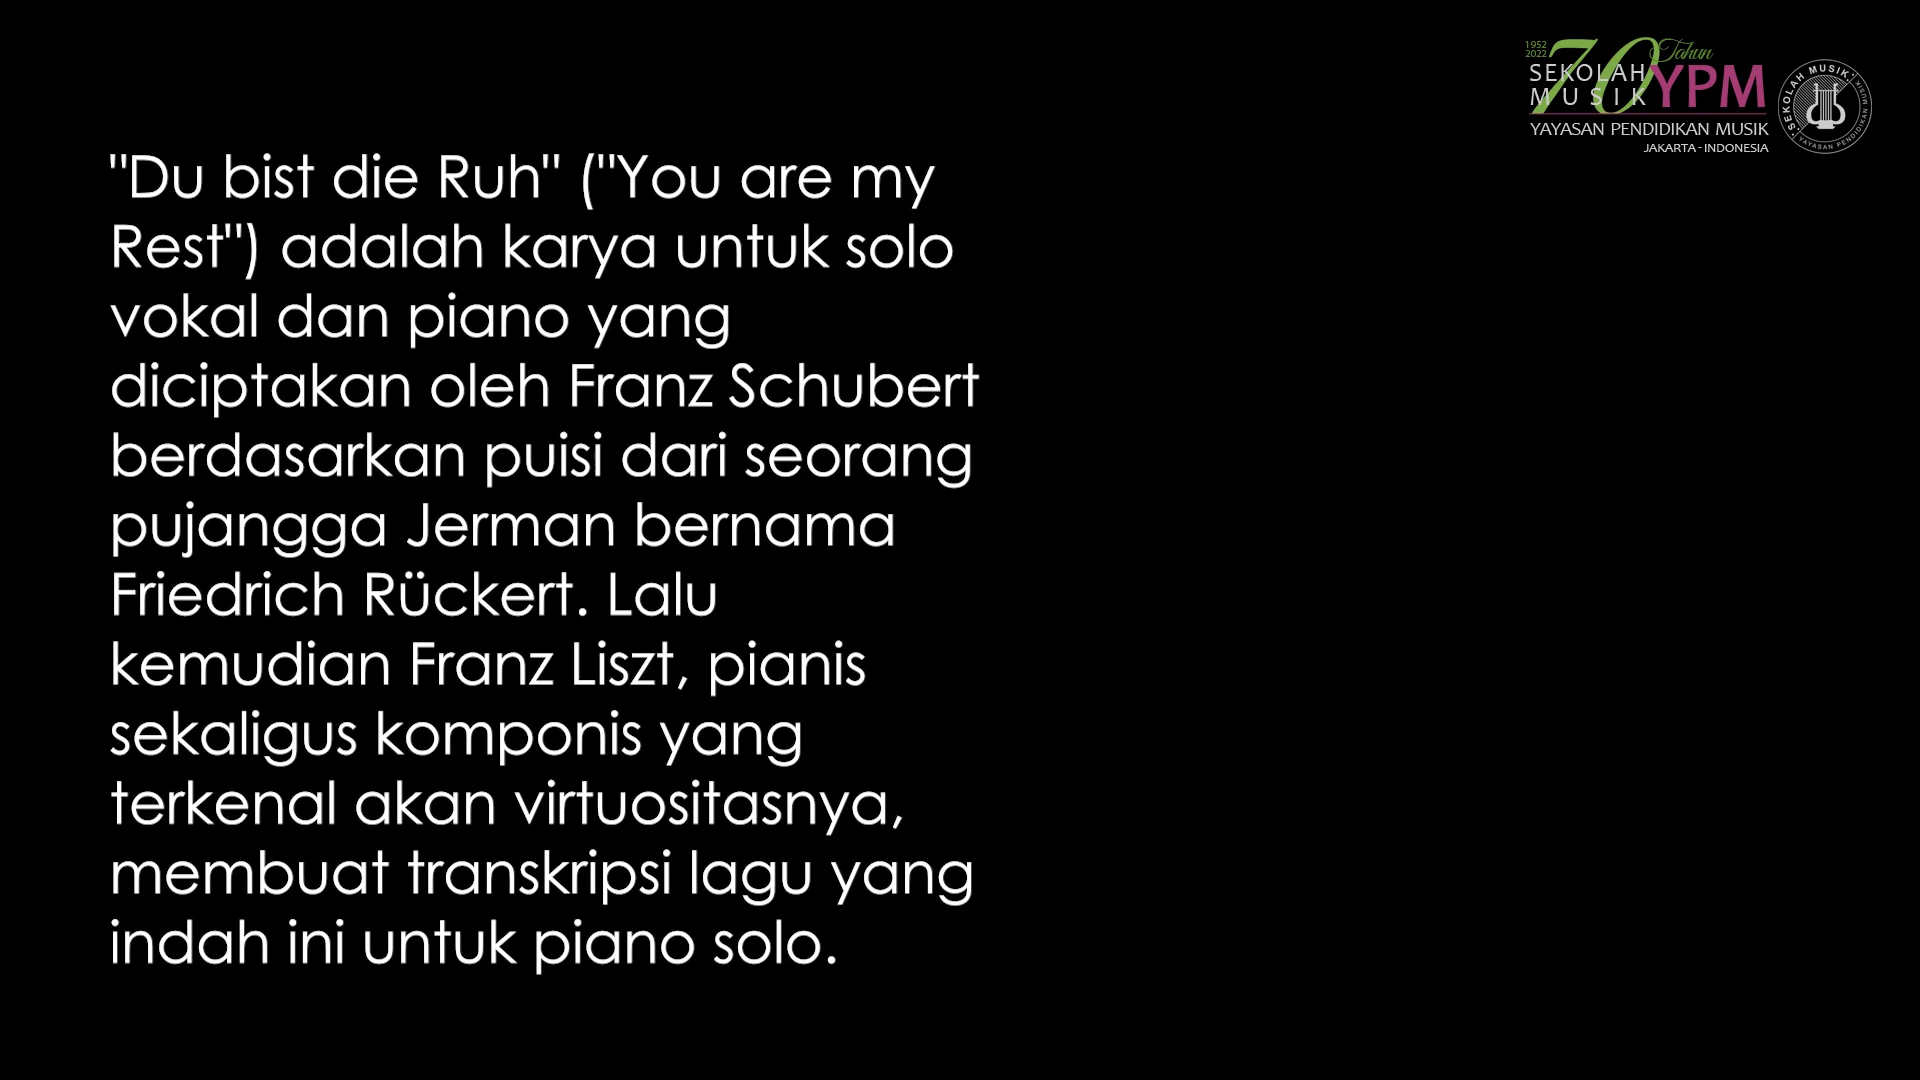 "Du bist die Ruh" ("You are my
Rest") adalah karya untuk solo
vokal dan piano yang
diciptakan oleh Franz Schubert
berdasarkan puisi dari seorang
pujangga Jerman bernama
Friedrich Rückert. Lalu
kemudian Franz Liszt, pianis
sekaligus komponis yang
terkenal akan virtuositasnya,
membuat transkripsi lagu yang
indah ini untuk piano solo.
1952
2022
70 Tahun
SEKOLAH
MUSIK
YPM
YAYASAN PENDIDIKAN MUSIK
JAKARTA - INDONESIA
SEKOLAH MUSIK
YAYASAN PENDIDIKAN MUSIK